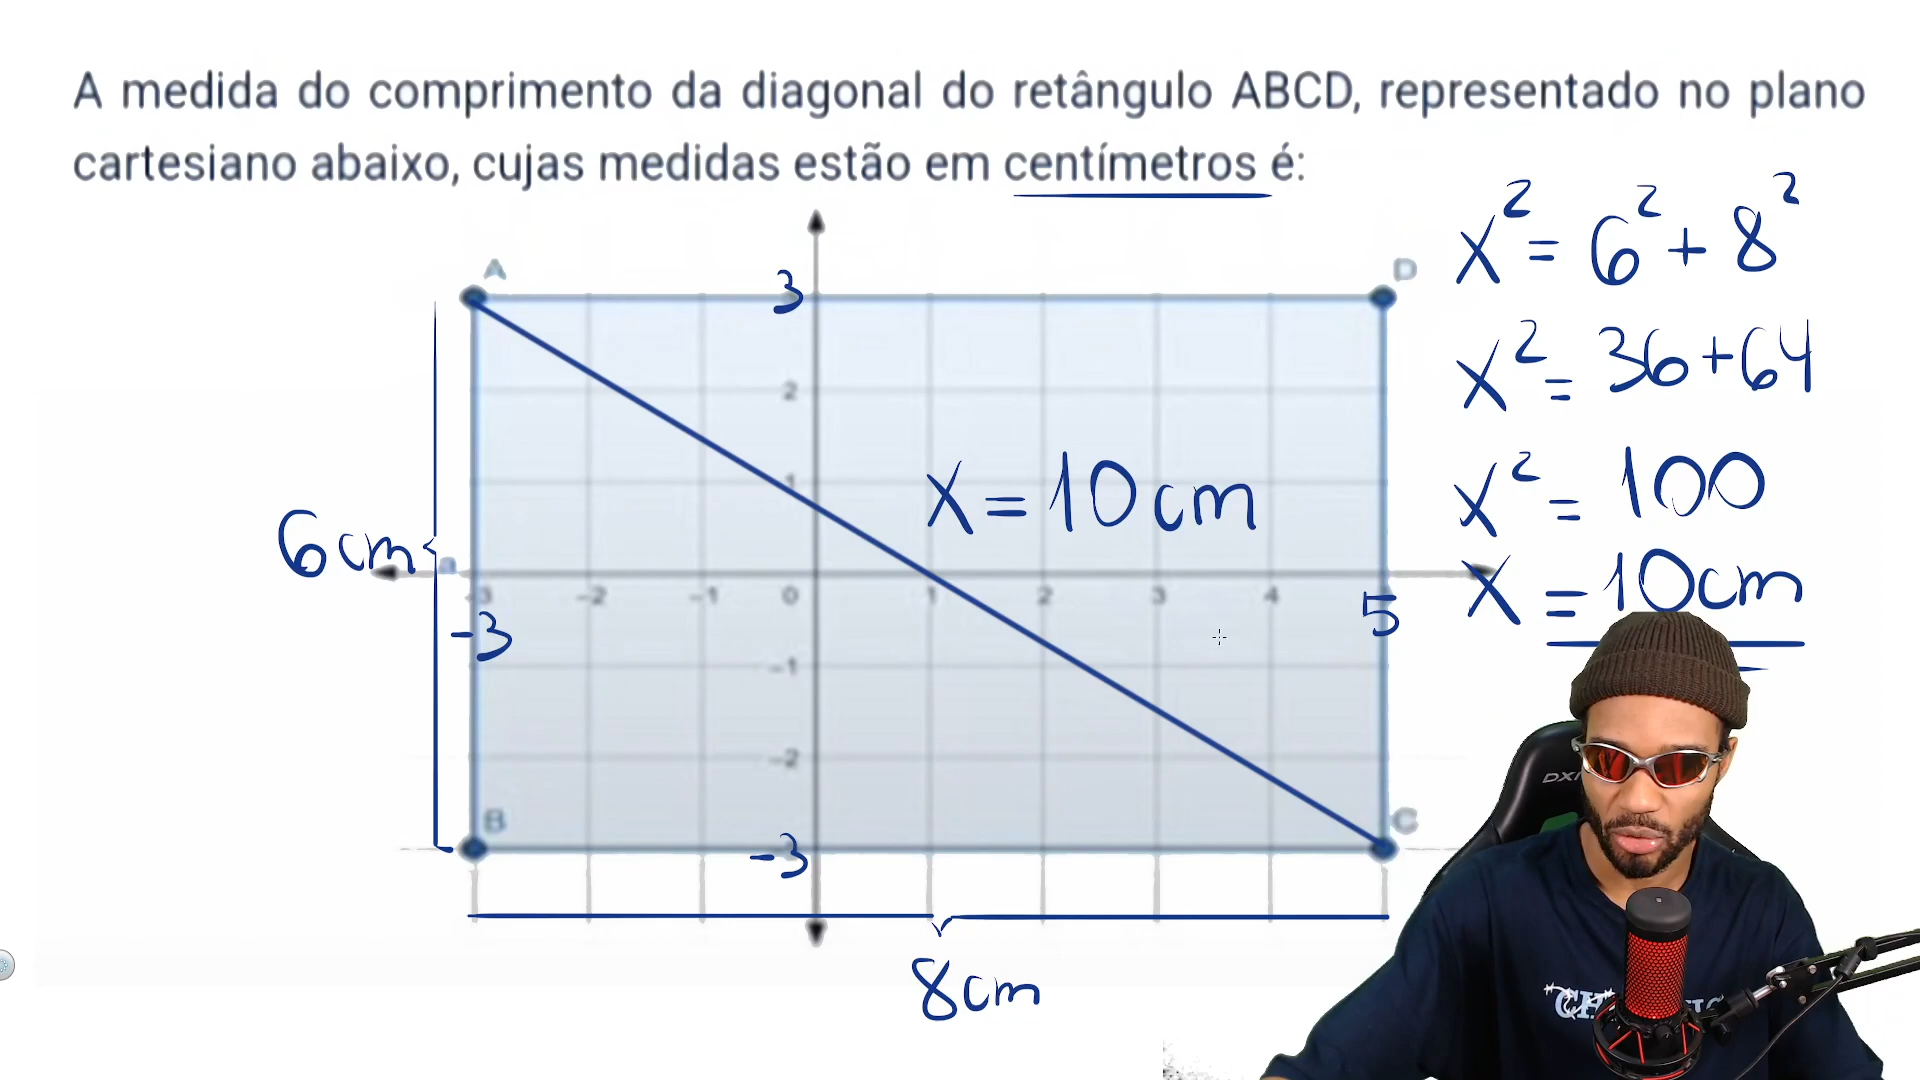 A medida do comprimento da diagonal do retângulo ABCD, representado no plano
cartesiano abaixo, cujas medidas estão em centímetros é:
x² = 6² + 8²
A
3
D
x² = 36+64
2
1
x = 10cm
x² = 100
6cm
a
-3 -2 -1 0 1 2 3 4
-3
5
x = 10cm
-1
-2
B
-3
C
8cm